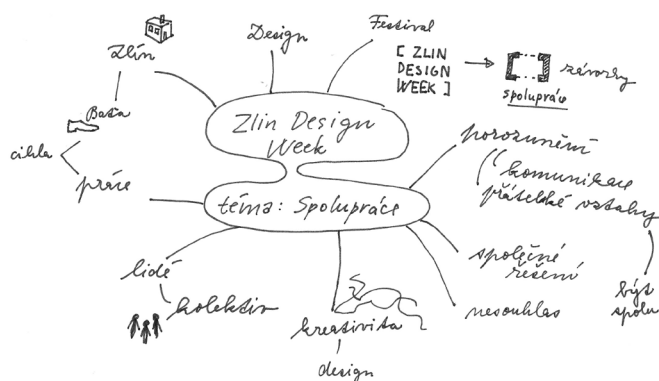 Zlín
Design
Festival
[ ZLIN
DESIGN
WEEK ]
závorky
spolupráce
Baťa
cihla
práce
Zlin Design
Week
téma: Spolupráce
porozumění
komunikace
přátelské vztahy
být
spolu
společné
řešení
nesouhlas
kreativita
design
lidé
kolektiv